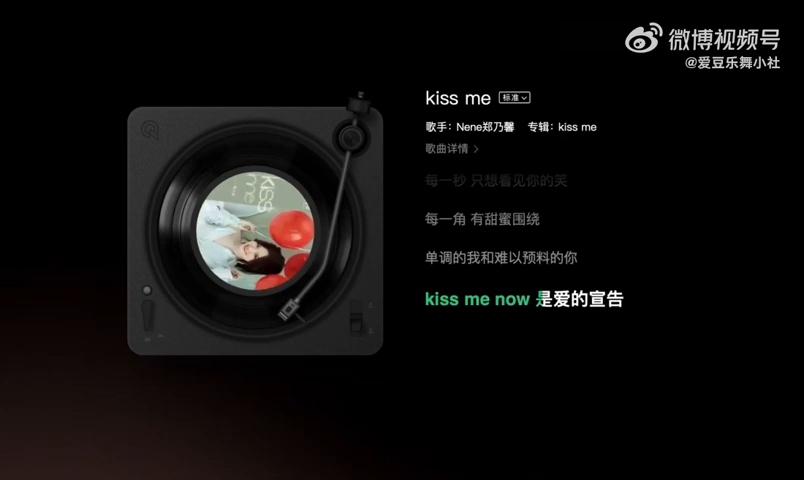 微博视频号
@爱豆乐舞小社
kiss me 标准
歌手：Nene郑乃馨 专辑：kiss me
歌曲详情
每一秒 只想看见你的笑
每一角 有甜蜜围绕
单调的我和难以预料的你
kiss me now 是爱的宣告
KISS
me